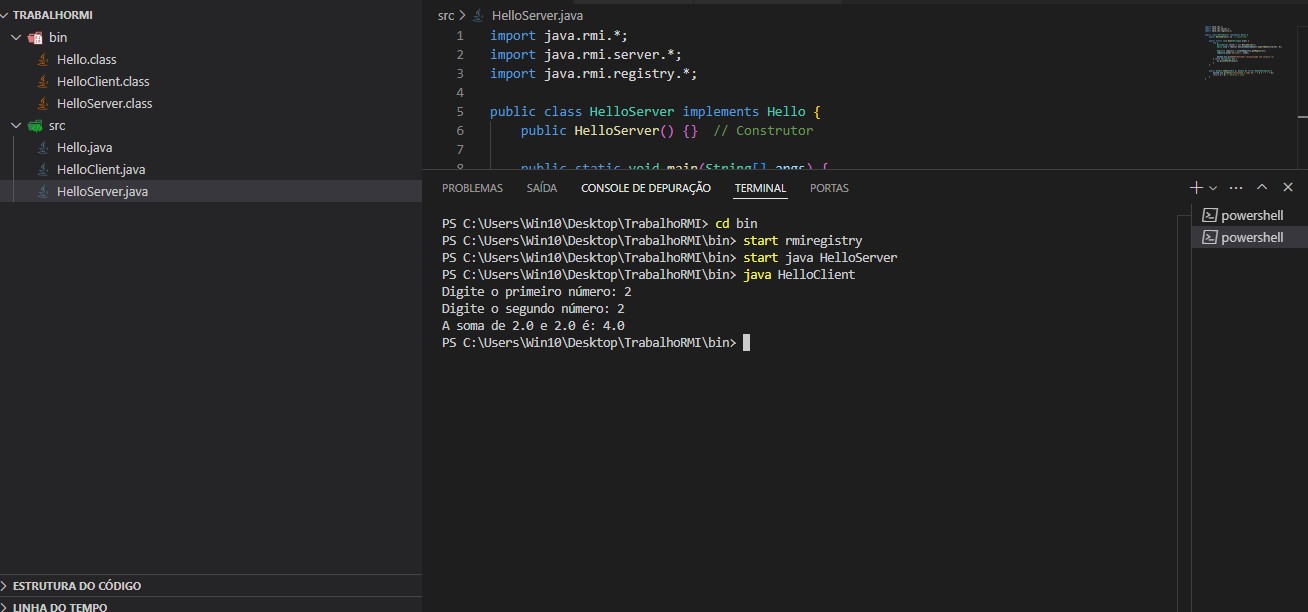 TRABALHORMI
bin
Hello.class
HelloClient.class
HelloServer.class
src
Hello.java
HelloClient.java
HelloServer.java
ESTRUTURA DO CÓDIGO
LINHA DO TEMPO
src > HelloServer.java
1 import java.rmi.*;
2 import java.rmi.server.*;
3 import java.rmi.registry.*;
4
5 public class HelloServer implements Hello {
6 public HelloServer() {} // Construtor
7
8 public static void main(String[] args) {
PROBLEMAS SAÍDA CONSOLE DE DEPURAÇÃO TERMINAL PORTAS
PS C:\Users\Win10\Desktop\TrabalhoRMI> cd bin
PS C:\Users\Win10\Desktop\TrabalhoRMI\bin> start rmiregistry
PS C:\Users\Win10\Desktop\TrabalhoRMI\bin> start java HelloServer
PS C:\Users\Win10\Desktop\TrabalhoRMI\bin> java HelloClient
Digite o primeiro número: 2
Digite o segundo número: 2
A soma de 2.0 e 2.0 é: 4.0
PS C:\Users\Win10\Desktop\TrabalhoRMI\bin>
powershell
powershell